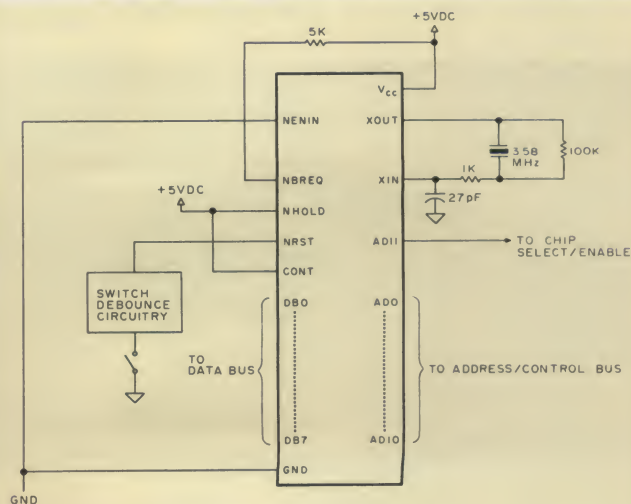 +5VDC
5K
VCC
NENIN
XOUT
3.58
MHz
100K
1K
NBREQ
XIN
27pF
+5VDC
NHOLD
NRST
AD11
TO CHIP
SELECT/ENABLE
CONT
SWITCH
DEBOUNCE
CIRCUITRY
DB0
AD0
TO
DATA BUS
TO ADDRESS/CONTROL BUS
DB7
AD10
GND
GND